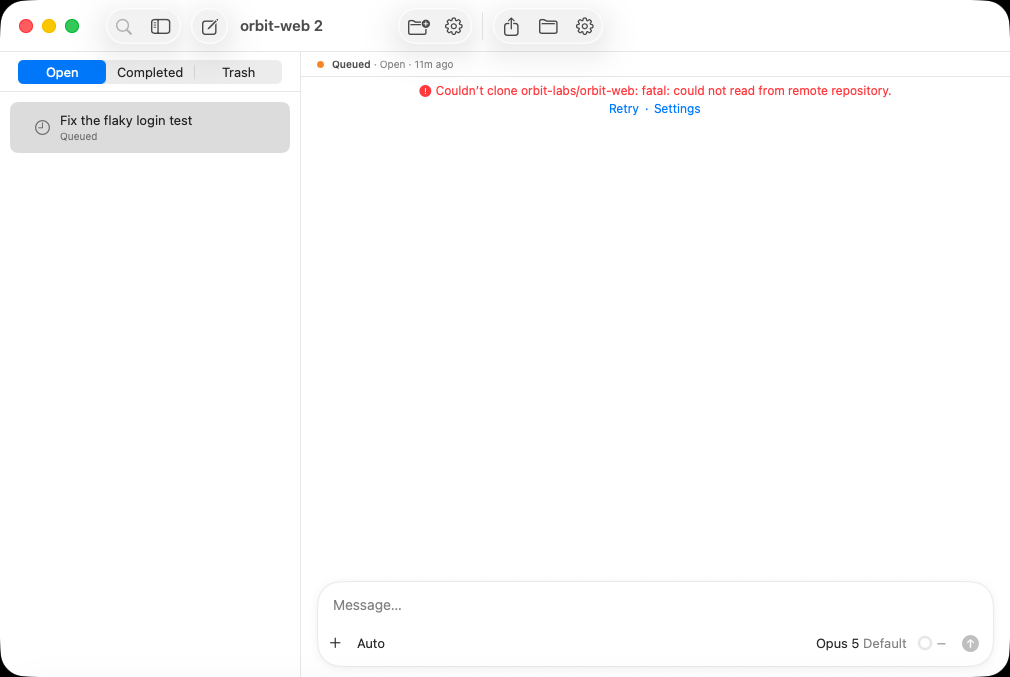 orbit-web 2
Open
Completed
Trash
Fix the flaky login test
Queued
Queued · Open · 11m ago
Couldn’t clone orbit-labs/orbit-web: fatal: could not read from remote repository.
Retry · Settings
Message...
Auto
Opus 5 Default